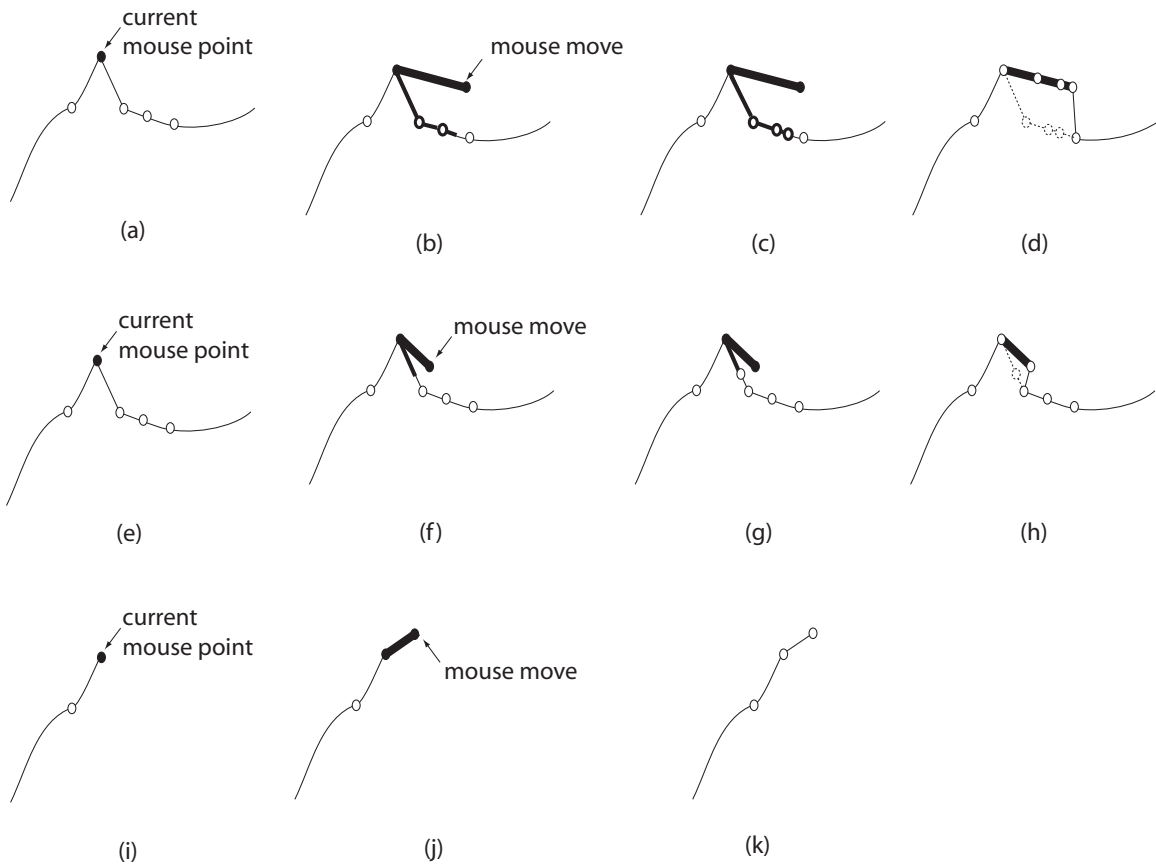 current
mouse point
mouse move
(a)
(b)
(c)
(d)
current
mouse point
mouse move
(e)
(f)
(g)
(h)
current
mouse point
mouse move
(i)
(j)
(k)